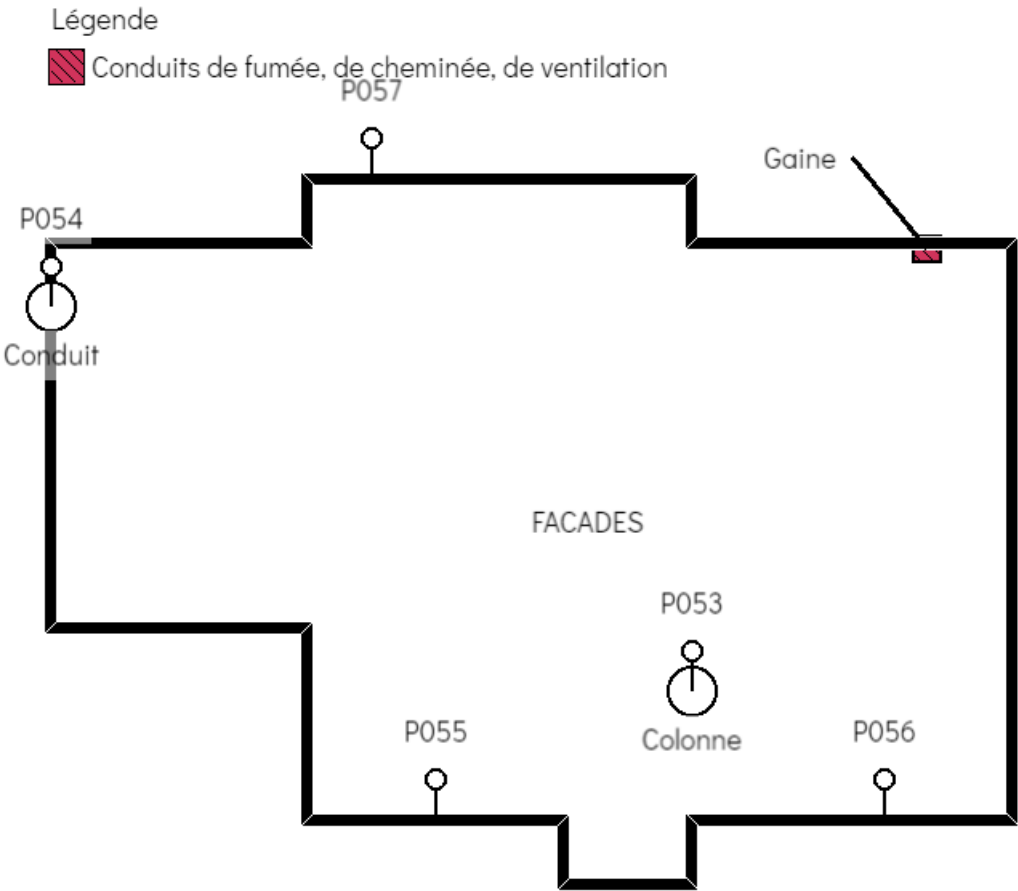 Légende
Conduits de fumée, de cheminée, de ventilation
P057
Gaine
P054
Conduit
FACADES
P053
Colonne
P055
P056